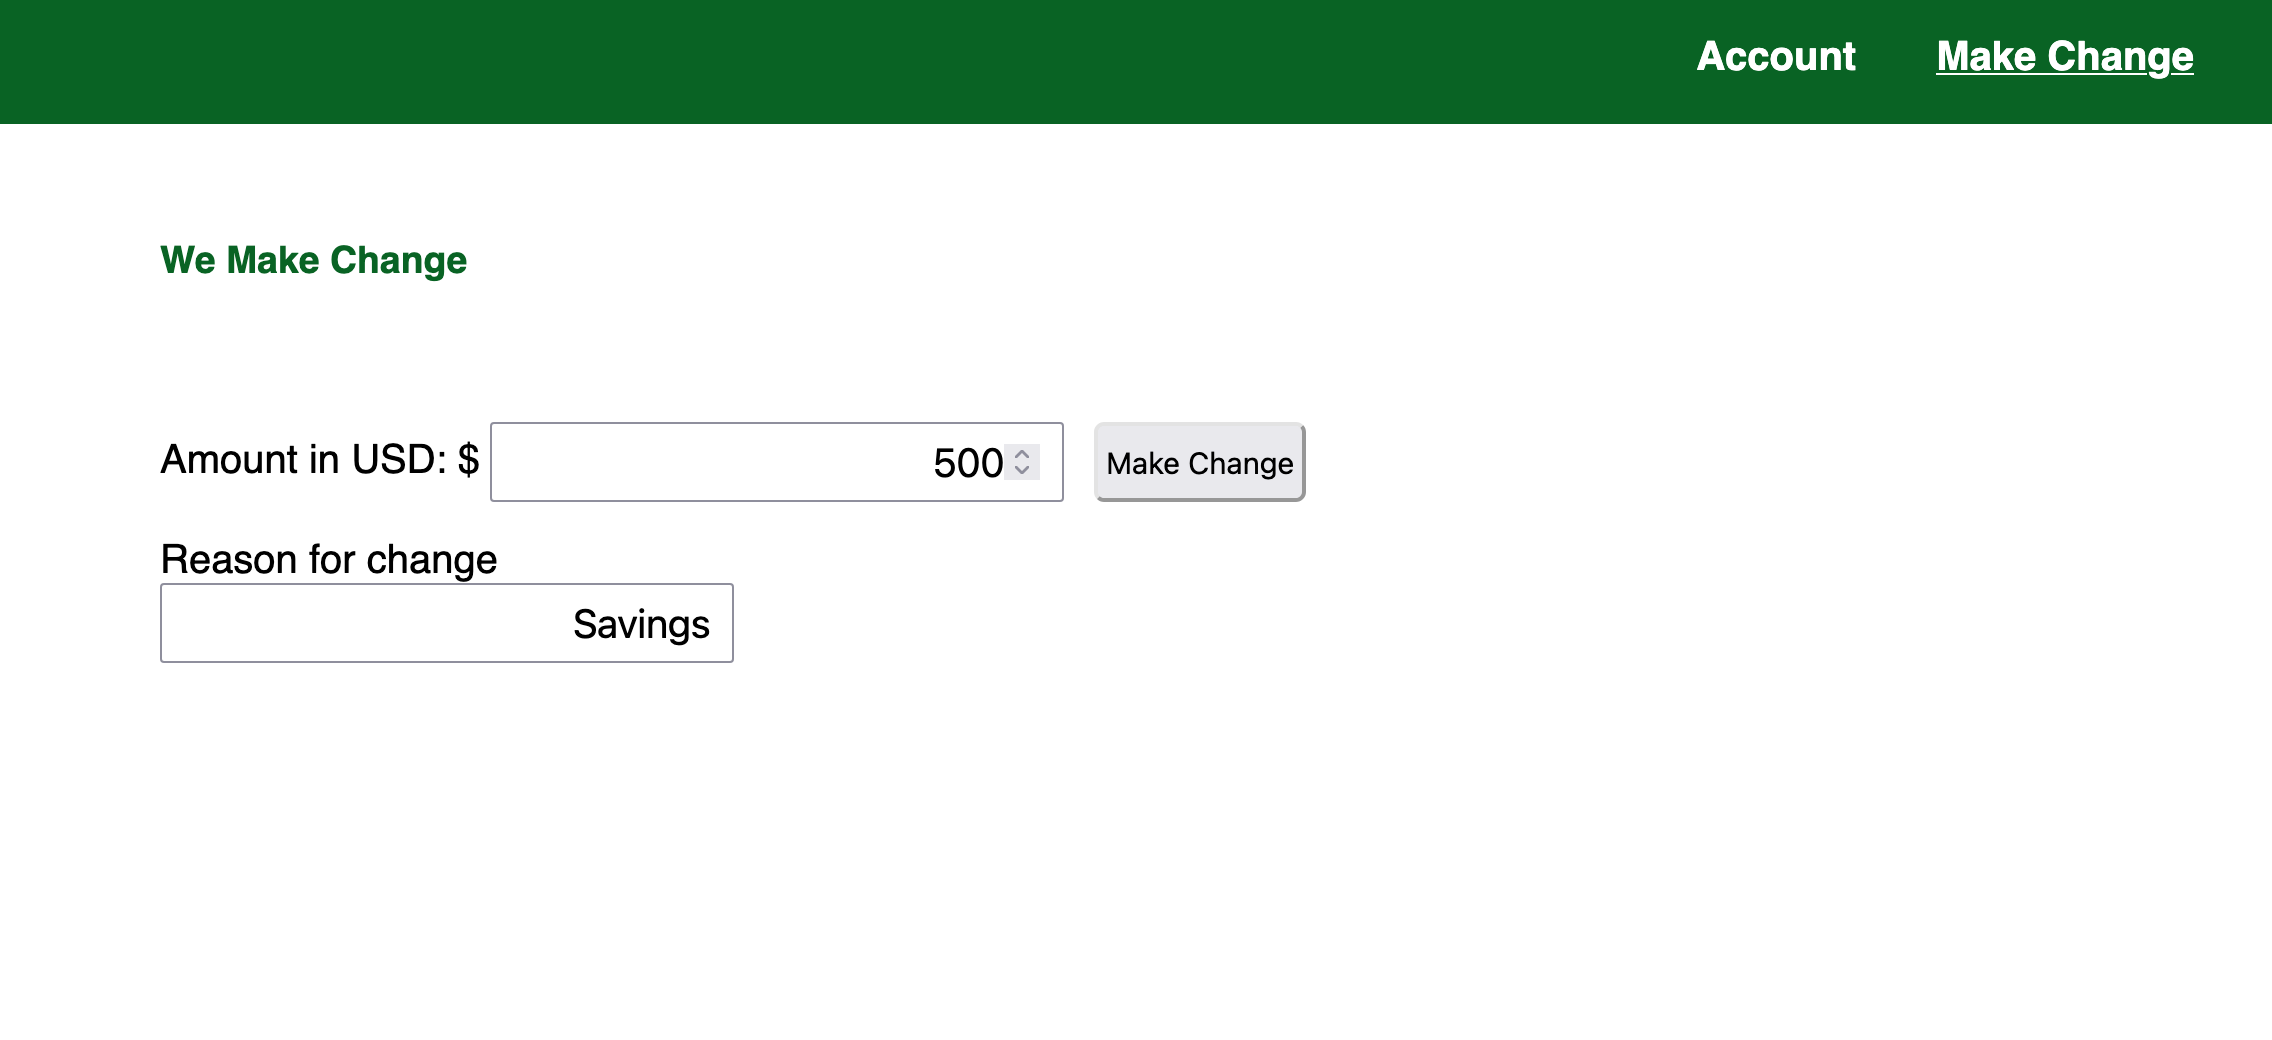 Account Make Change
We Make Change
Amount in USD: $ 500 Make Change
Reason for change
Savings